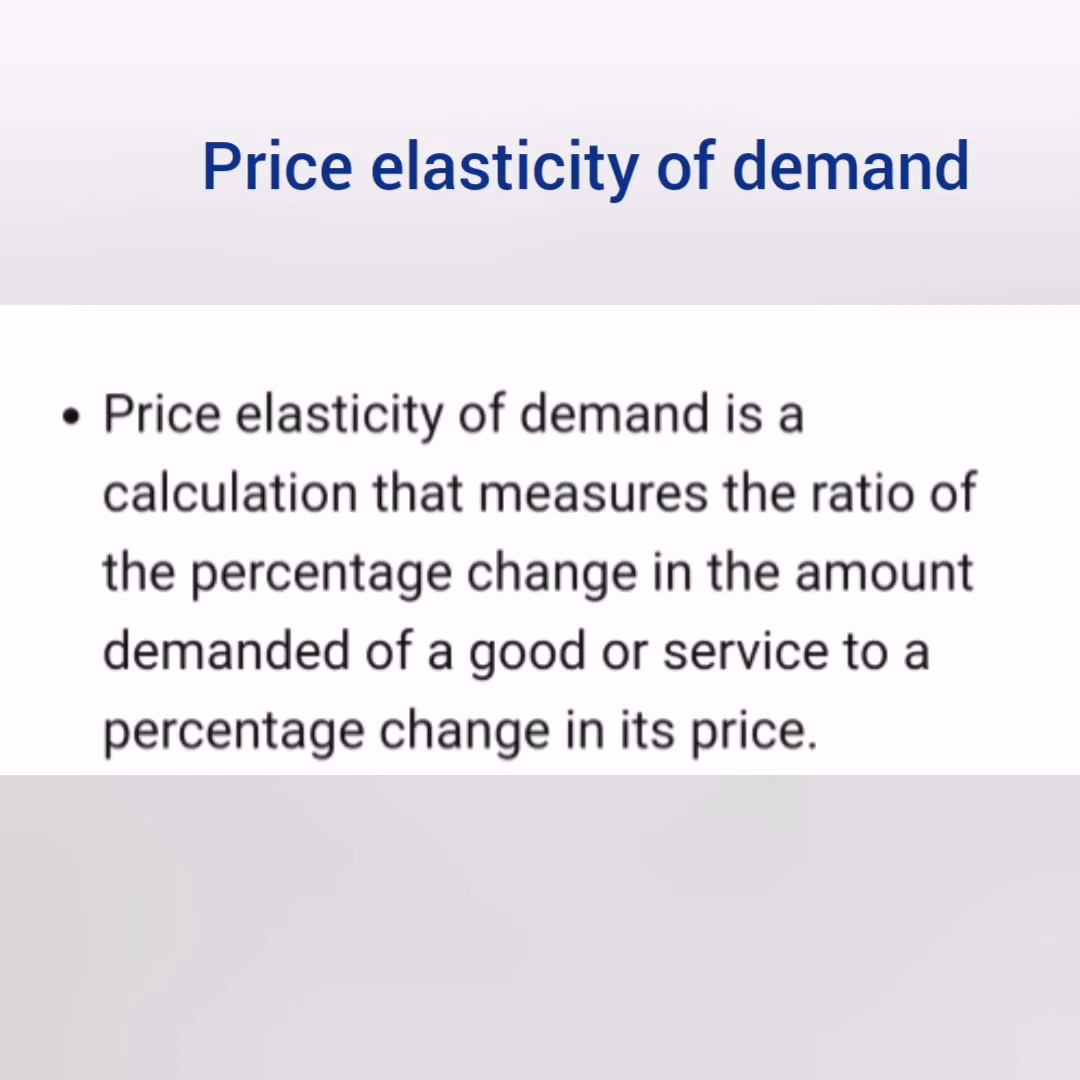 Price elasticity of demand
• Price elasticity of demand is a
calculation that measures the ratio of
the percentage change in the amount
demanded of a good or service to a
percentage change in its price.